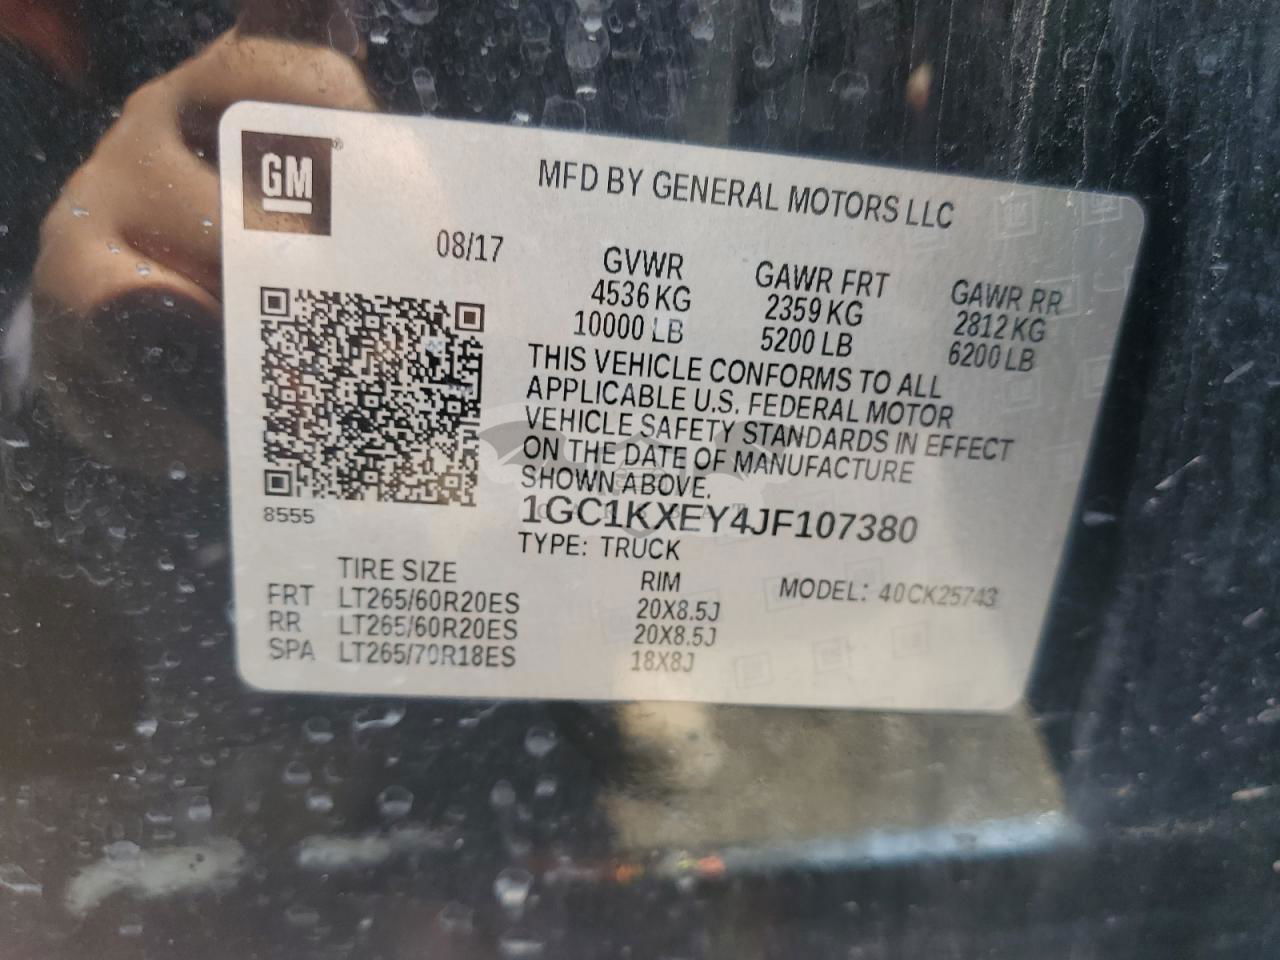 GM
MFD BY GENERAL MOTORS LLC
08/17
GVWR GAWR FRT GAWR RR
4536 KG 2359 KG 2812 KG
10000 LB 5200 LB 6200 LB
THIS VEHICLE CONFORMS TO ALL
APPLICABLE U.S. FEDERAL MOTOR
VEHICLE SAFETY STANDARDS IN EFFECT
ON THE DATE OF MANUFACTURE
SHOWN ABOVE.
8555
1GC1KXEY4JF107380
TYPE: TRUCK
TIRE SIZE RIM MODEL: 40CK25743
FRT LT265/60R20ES 20X8.5J
RR LT265/60R20ES 20X8.5J
SPA LT265/70R18ES 18X8J